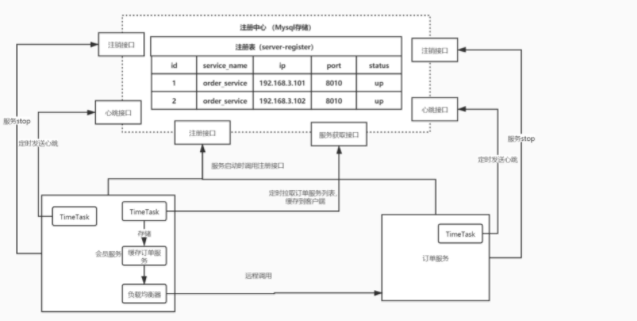 注册中心 （Mysql存储）
注册表 (server-register)
id service_name ip port status
1 order_service 192.168.3.101 8010 up
2 order_service 192.168.3.102 8010 up
注销接口
注销接口
心跳接口
心跳接口
注册接口
服务获取接口
服务stop
定时发送心跳
服务stop
定时发送心跳
服务启动时调用注册接口
定时拉取订单服务列表，
缓存到客户端
TimeTask
TimeTask
存储
会员服务
缓存订单服
务
负载均衡器
远程调用
TimeTask
订单服务